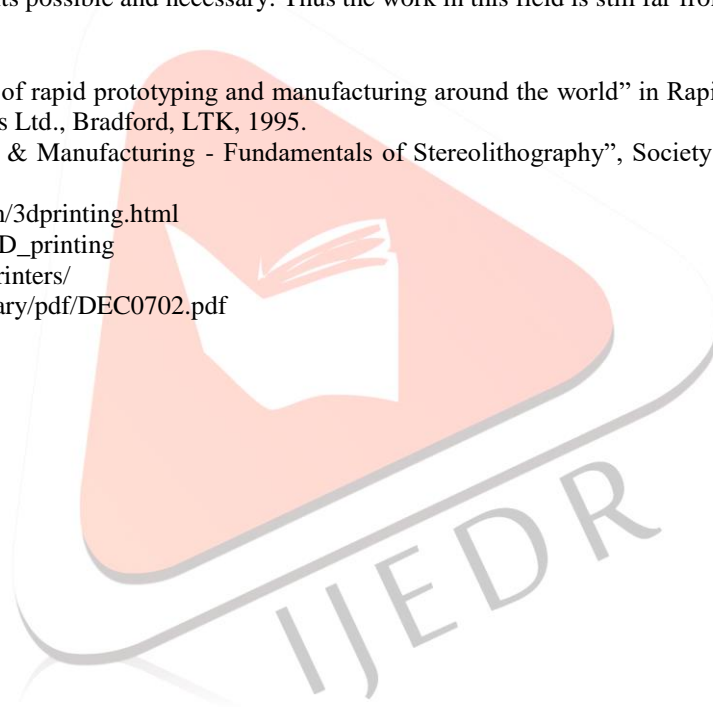 ts possible and necessary. Thus the work in this field is still far fro
of rapid prototyping and manufacturing around the world” in Rapi
s Ltd., Bradford, LTK, 1995.
& Manufacturing - Fundamentals of Stereolithography”, Society
n/3dprinting.html
D_printing
rinters/
ary/pdf/DEC0702.pdf
IJEDR